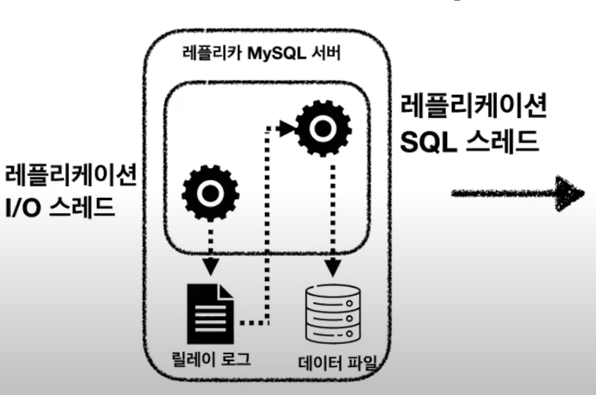 레플리카 MySQL 서버
레플리케이션
SQL 스레드
레플리케이션
I/O 스레드
릴레이 로그
데이터 파일